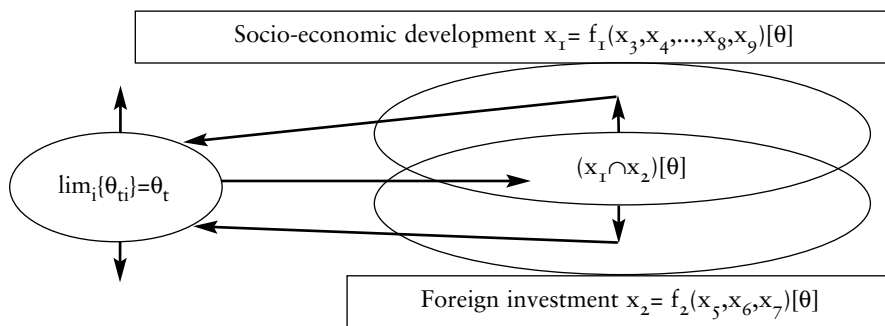 Socio-economic development x₁= f₁(x₃,x₄,...,x₈,x₉)[θ]
limᵢ{θₜᵢ}=θₜ
(x₁∩x₂)[θ]
Foreign investment x₂= f₂(x₅,x₆,x₇)[θ]